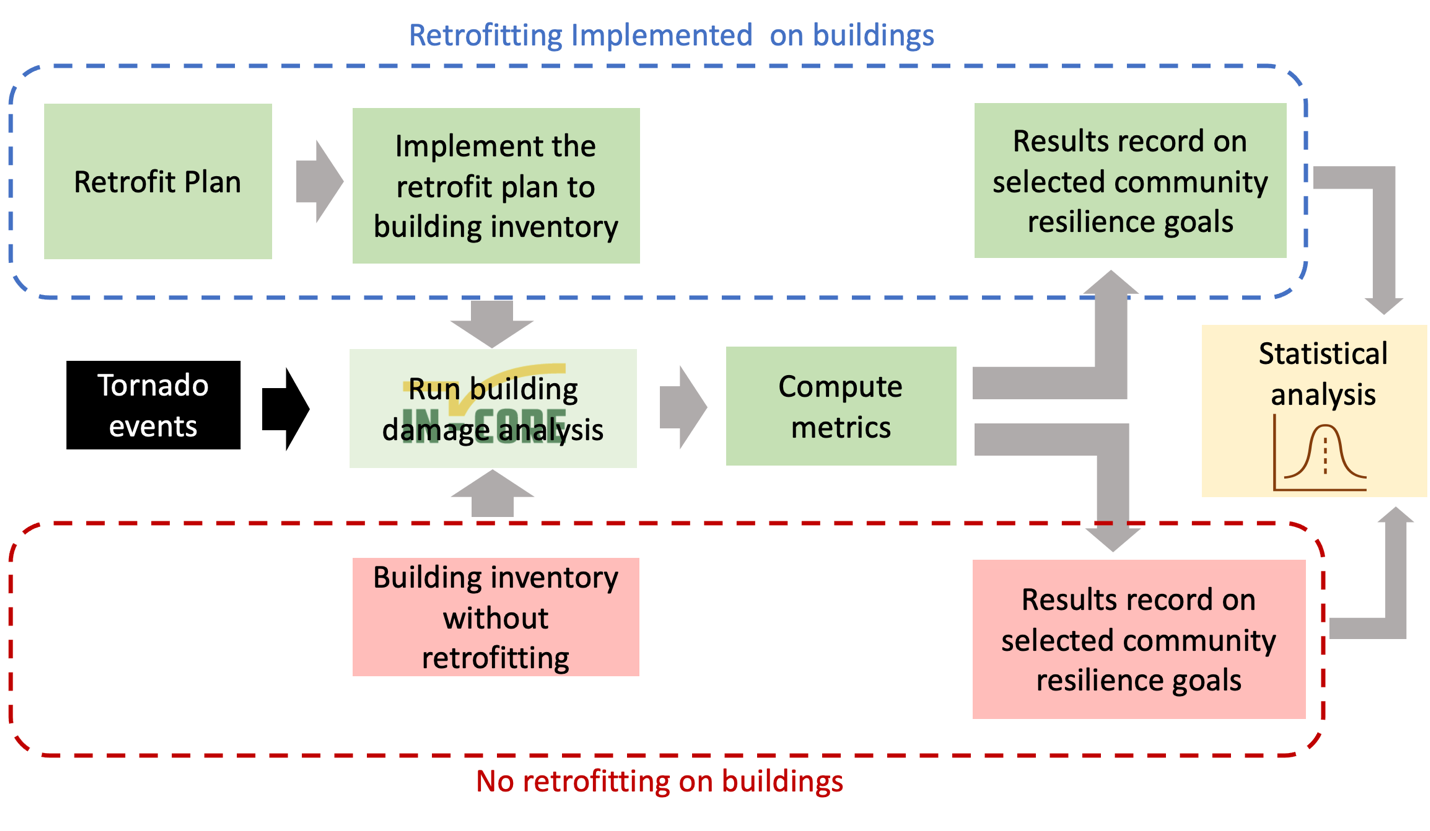 Retrofitting Implemented on buildings
Retrofit Plan
Implement the
retrofit plan to
building inventory
Results record on
selected community
resilience goals
Tornado
events
Run building
damage analysis
IN-CORE
Compute
metrics
Statistical
analysis
Building inventory
without
retrofitting
Results record on
selected community
resilience goals
No retrofitting on buildings